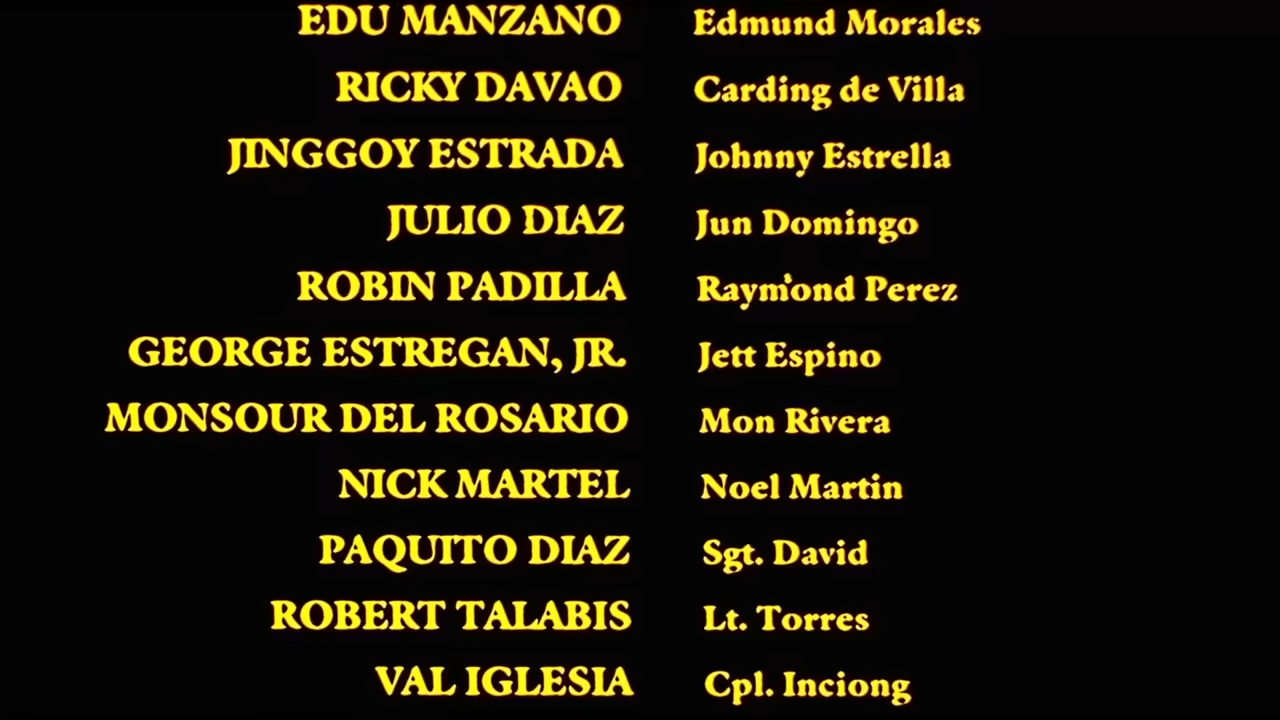 EDU MANZANO Edmund Morales
RICKY DAVAO Carding de Villa
JINGGOY ESTRADA Johnny Estrella
JULIO DIAZ Jun Domingo
ROBIN PADILLA Raymond Perez
GEORGE ESTREGAN, JR. Jett Espino
MONSOUR DEL ROSARIO Mon Rivera
NICK MARTEL Noel Martin
PAQUITO DIAZ Sgt. David
ROBERT TALABIS Lt. Torres
VAL IGLESIA Cpl. Inciong